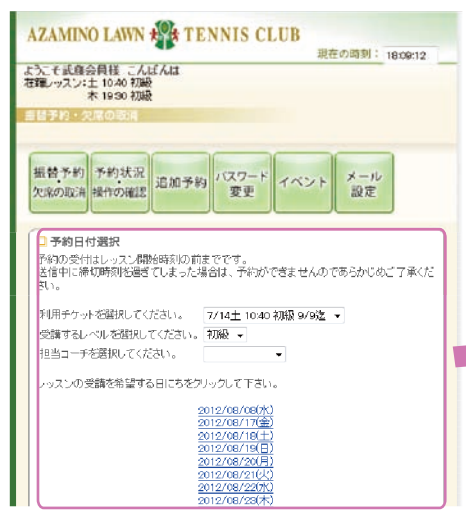 AZAMINO LAWN TENNIS CLUB
現在の時刻： 18:09:12
ようこそ武蔵会員様 こんばんは
在籍レッスン:土 10:40 初級
木 19:30 初級
振替予約・欠席の取消
振替予約・欠席の取消
予約状況・操作の確認
追加予約
パスワード変更
イベント
メール設定
予約日付選択
予約の受付はレッスン開始時刻の前までです。
送信中に締切時刻を過ぎてしまった場合は、予約ができませんのであらかじめご了承くだ
さい。
利用チケットを選択してください。 7/14土 10:40 初級 9/9迄
受講するレベルを選択してください。 初級
担当コーチを選択してください。
レッスンの受講を希望する日にちをクリックして下さい。
2012/08/08(水)
2012/08/17(金)
2012/08/18(土)
2012/08/19(日)
2012/08/20(月)
2012/08/21(火)
2012/08/22(水)
2012/08/23(木)